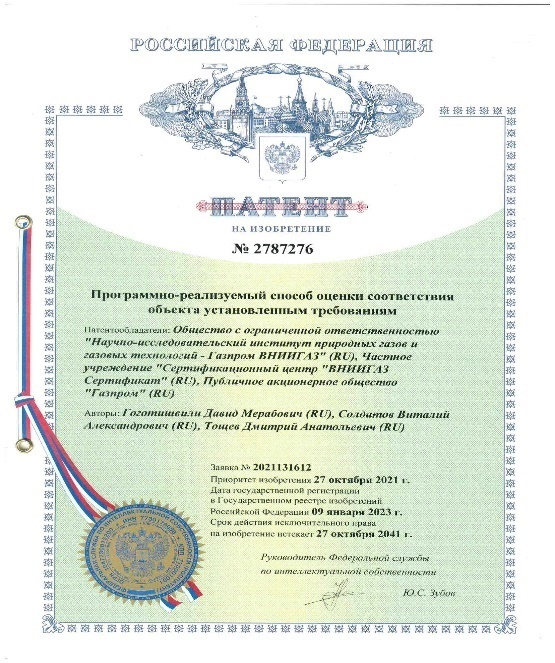 РОССИЙСКАЯ ФЕДЕРАЦИЯ
ПАТЕНТ
НА ИЗОБРЕТЕНИЕ
№ 2787276
Программно-реализуемый способ оценки соответствия
объекта установленным требованиям
Патентообладатели: Общество с ограниченной ответственностью
"Научно-исследовательский институт природных газов и
газовых технологий - Газпром ВНИИГАЗ" (RU), Частное
учреждение "Сертификационный центр "ВНИИГАЗ
Сертификат" (RU), Публичное акционерное общество
"Газпром" (RU)
Авторы: Гоготишвили Давид Мерабович (RU), Солдатов Виталий
Александрович (RU), Тощев Дмитрий Анатольевич (RU)
Заявка № 2021131612
Приоритет изобретения 27 октября 2021 г.
Дата государственной регистрации
в Государственном реестре изобретений
Российской Федерации 09 января 2023 г.
Срок действия исключительного права
на изобретение истекает 27 октября 2041 г.
Руководитель Федеральной службы
по интеллектуальной собственности
Ю.С. Зубов